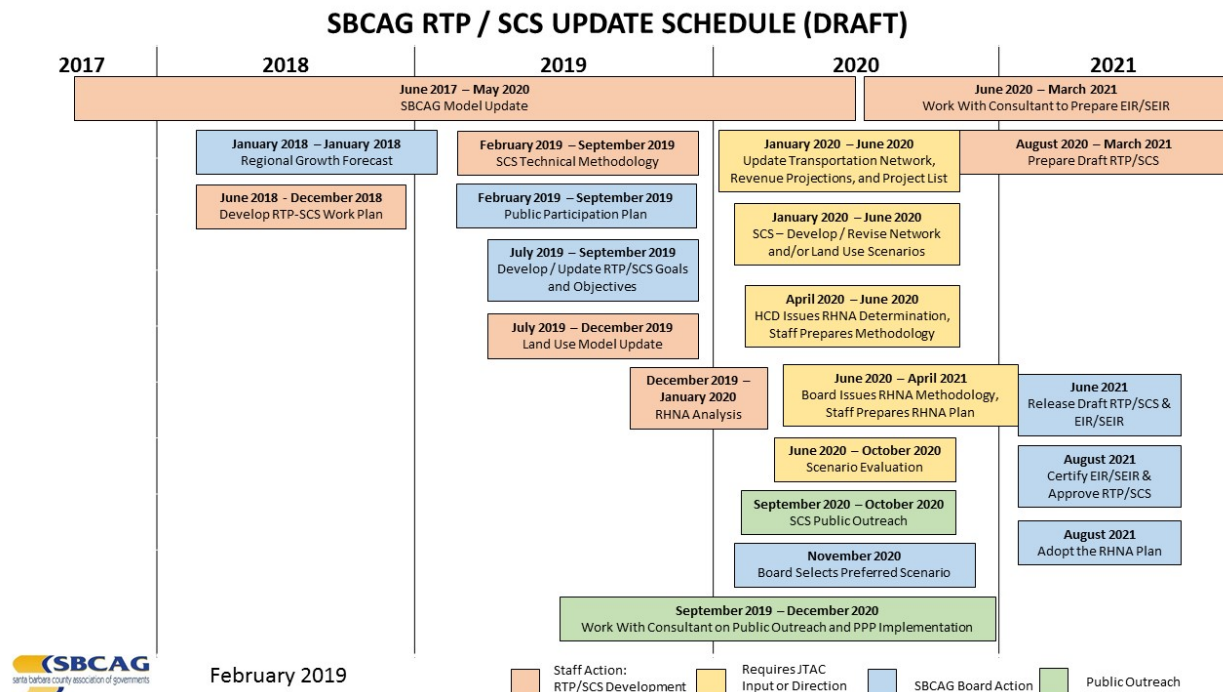 SBCAG RTP / SCS UPDATE SCHEDULE (DRAFT)
2017
2018
2019
2020
2021
June 2017 – May 2020
SBCAG Model Update
June 2020 – March 2021
Work With Consultant to Prepare EIR/SEIR
January 2018 – January 2018
Regional Growth Forecast
February 2019 – September 2019
SCS Technical Methodology
January 2020 – June 2020
Update Transportation Network,
Revenue Projections, and Project List
August 2020 – March 2021
Prepare Draft RTP/SCS
June 2018 - December 2018
Develop RTP-SCS Work Plan
February 2019 – September 2019
Public Participation Plan
January 2020 – June 2020
SCS – Develop / Revise Network
and/or Land Use Scenarios
July 2019 – September 2019
Develop / Update RTP/SCS Goals
and Objectives
April 2020 – June 2020
HCD Issues RHNA Determination,
Staff Prepares Methodology
July 2019 – December 2019
Land Use Model Update
December 2019 –
January 2020
RHNA Analysis
June 2020 – April 2021
Board Issues RHNA Methodology,
Staff Prepares RHNA Plan
June 2021
Release Draft RTP/SCS &
EIR/SEIR
June 2020 – October 2020
Scenario Evaluation
August 2021
Certify EIR/SEIR &
Approve RTP/SCS
September 2020 – October 2020
SCS Public Outreach
August 2021
Adopt the RHNA Plan
November 2020
Board Selects Preferred Scenario
September 2019 – December 2020
Work With Consultant on Public Outreach and PPP Implementation
SBCAG
santa barbara county association of governments
February 2019
Staff Action:
RTP/SCS Development
Requires JTAC
Input or Direction
SBCAG Board Action
Public Outreach